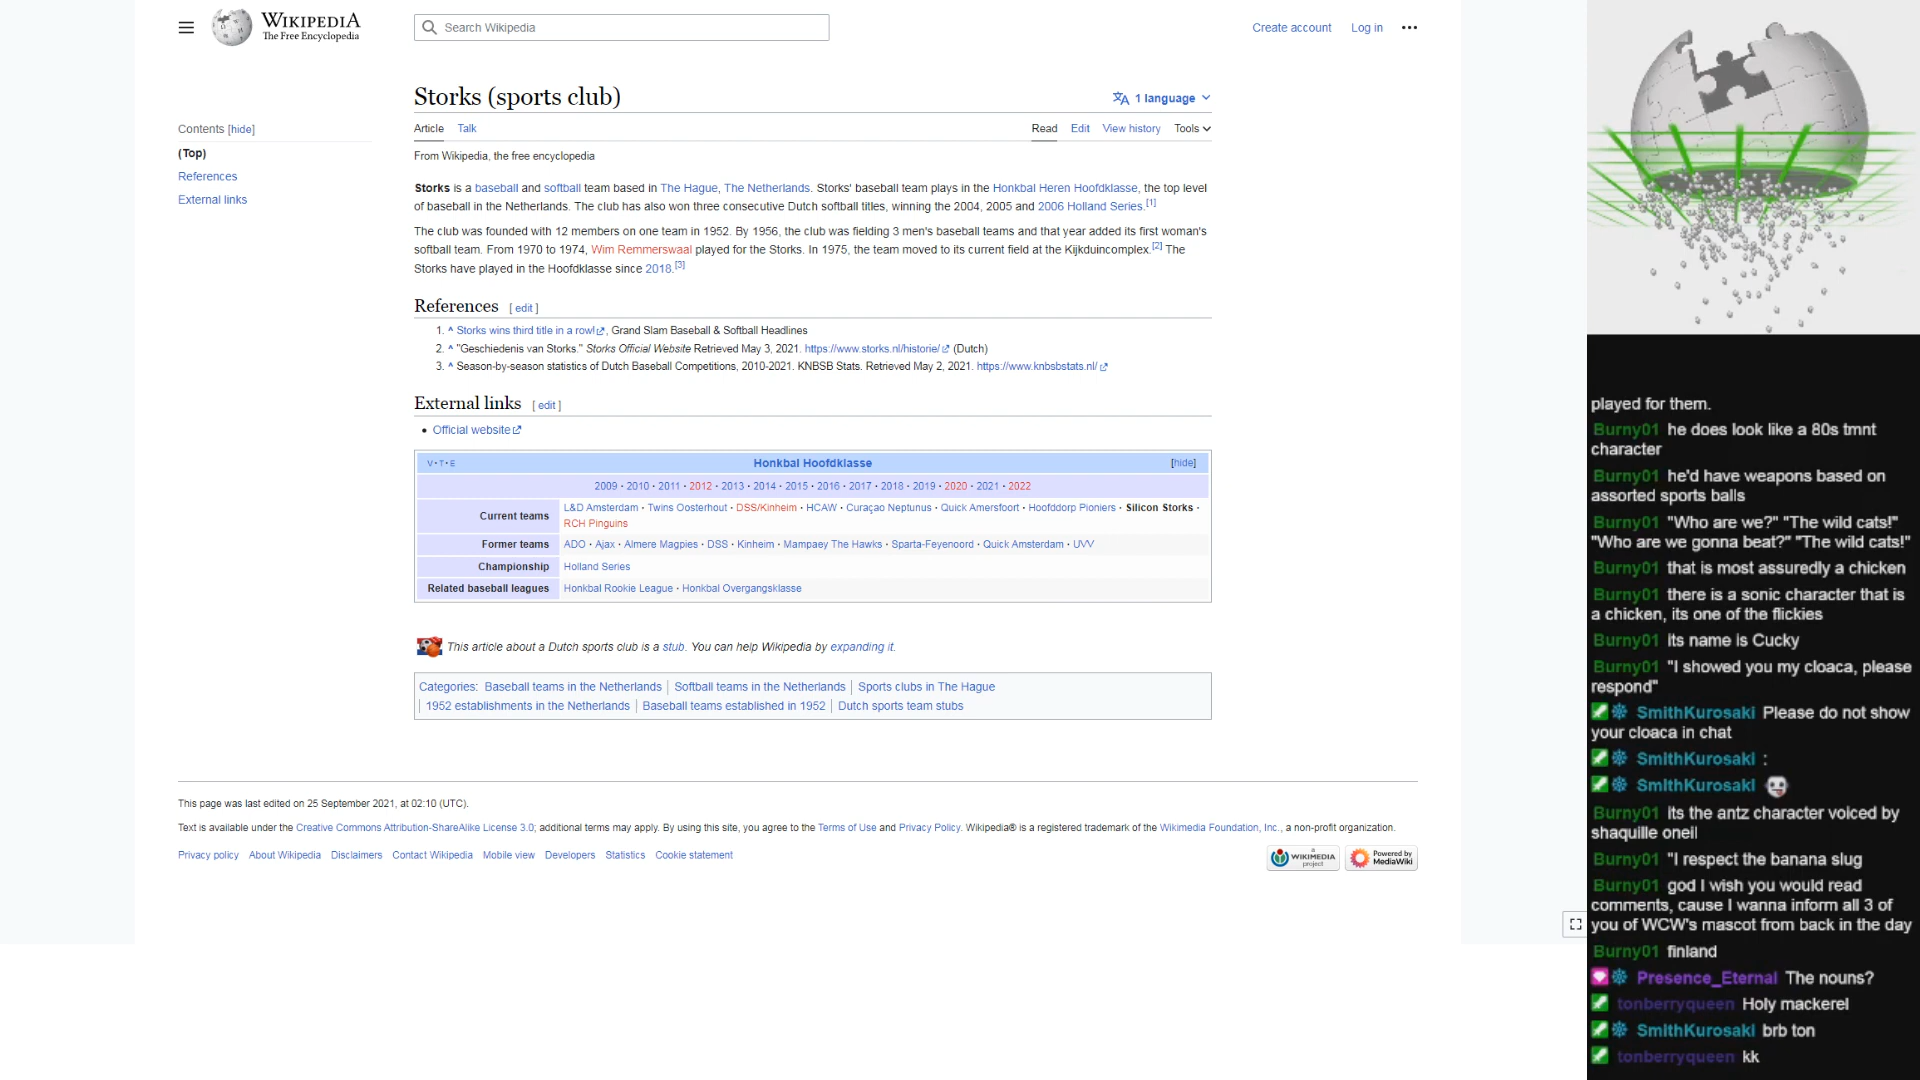 WIKIPEDIA
The Free Encyclopedia
Search Wikipedia
Create account Log in
Storks (sports club)
1 language
Contents [hide]
(Top)
References
External links
Article Talk Read Edit View history Tools
From Wikipedia, the free encyclopedia
Storks is a baseball and softball team based in The Hague, The Netherlands. Storks' baseball team plays in the Honkbal Heren Hoofdklasse, the top level
of baseball in the Netherlands. The club has also won three consecutive Dutch softball titles, winning the 2004, 2005 and 2006 Holland Series.[1]
The club was founded with 12 members on one team in 1952. By 1956, the club was fielding 3 men's baseball teams and that year added its first woman's
softball team. From 1970 to 1974, Wim Remmerswaal played for the Storks. In 1975, the team moved to its current field at the Kijkduincomplex.[2] The
Storks have played in the Hoofdklasse since 2018.[3]
References [ edit ]
1. ^ Storks wins third title in a row!, Grand Slam Baseball & Softball Headlines
2. ^ "Geschiedenis van Storks." Storks Official Website Retrieved May 3, 2021. https://www.storks.nl/historie/ (Dutch)
3. ^ Season-by-season statistics of Dutch Baseball Competitions, 2010-2021. KNBSB Stats. Retrieved May 2, 2021. https://www.knbsbstats.nl/
External links [ edit ]
• Official website
V · T · E Honkbal Hoofdklasse [hide]
2009 · 2010 · 2011 · 2012 · 2013 · 2014 · 2015 · 2016 · 2017 · 2018 · 2019 · 2020 · 2021 · 2022
Current teams L&D Amsterdam · Twins Oosterhout · DSS/Kinheim · HCAW · Curaçao Neptunus · Quick Amersfoort · Hoofddorp Pioniers · Silicon Storks ·
RCH Pinguins
Former teams ADO · Ajax · Almere Magpies · DSS · Kinheim · Mampaey The Hawks · Sparta-Feyenoord · Quick Amsterdam · UVV
Championship Holland Series
Related baseball leagues Honkbal Rookie League · Honkbal Overgangsklasse
This article about a Dutch sports club is a stub. You can help Wikipedia by expanding it.
Categories: Baseball teams in the Netherlands | Softball teams in the Netherlands | Sports clubs in The Hague
| 1952 establishments in the Netherlands | Baseball teams established in 1952 | Dutch sports team stubs
This page was last edited on 25 September 2021, at 02:10 (UTC).
Text is available under the Creative Commons Attribution-ShareAlike License 3.0; additional terms may apply. By using this site, you agree to the Terms of Use and Privacy Policy. Wikipedia® is a registered trademark of the Wikimedia Foundation, Inc., a non-profit organization.
Privacy policy About Wikipedia Disclaimers Contact Wikipedia Mobile view Developers Statistics Cookie statement
a
WIKIMEDIA
project
Powered by
MediaWiki
played for them.
Burny01 he does look like a 80s tmnt
character
Burny01 he'd have weapons based on
assorted sports balls
Burny01 "Who are we?" "The wild cats!"
"Who are we gonna beat?" "The wild cats!"
Burny01 that is most assuredly a chicken
Burny01 there is a sonic character that is
a chicken, its one of the flickies
Burny01 its name is Cucky
Burny01 "I showed you my cloaca, please
respond"
SmithKurosaki Please do not show
your cloaca in chat
SmithKurosaki :
SmithKurosaki
Burny01 its the antz character voiced by
shaquille oneil
Burny01 "I respect the banana slug
Burny01 god I wish you would read
comments, cause I wanna inform all 3 of
you of WCW's mascot from back in the day
Burny01 finland
Presence_Eternal The nouns?
tonberryqueen Holy mackerel
SmithKurosaki brb ton
tonberryqueen kk